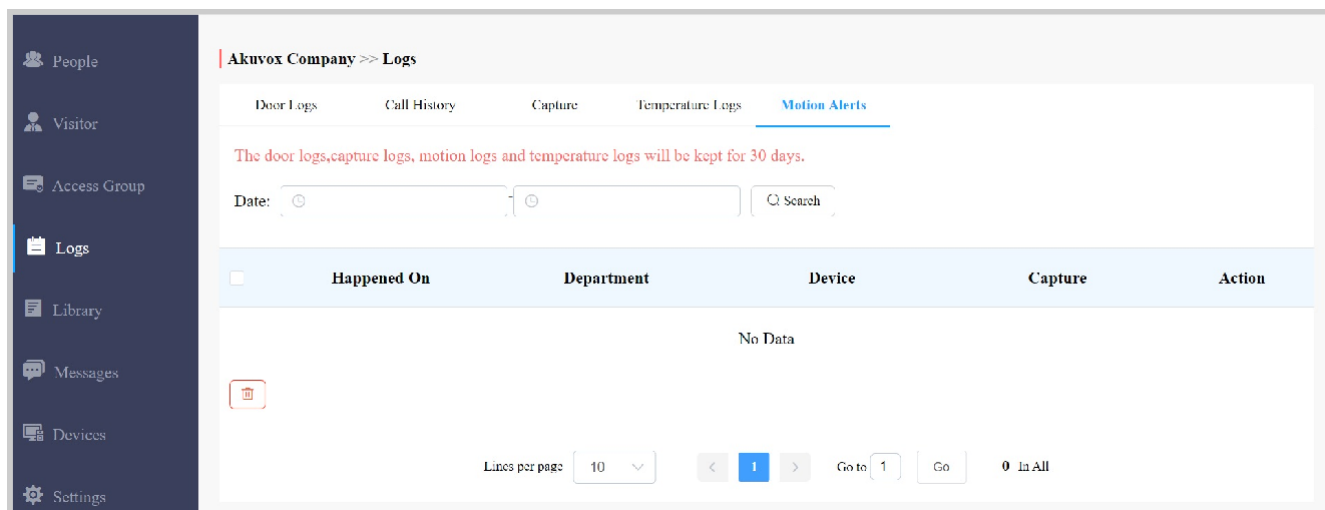 People
Visitor
Access Group
Logs
Library
Messages
Devices
Settings
Akuvox Company >> Logs
Door Logs Call History Capture Temperature Logs Motion Alerts
The door logs,capture logs, motion logs and temperature logs will be kept for 30 days.
Date: - Search
Happened On Department Device Capture Action
No Data
Lines per page 10 < 1 > Go to 1 Go 0 In All